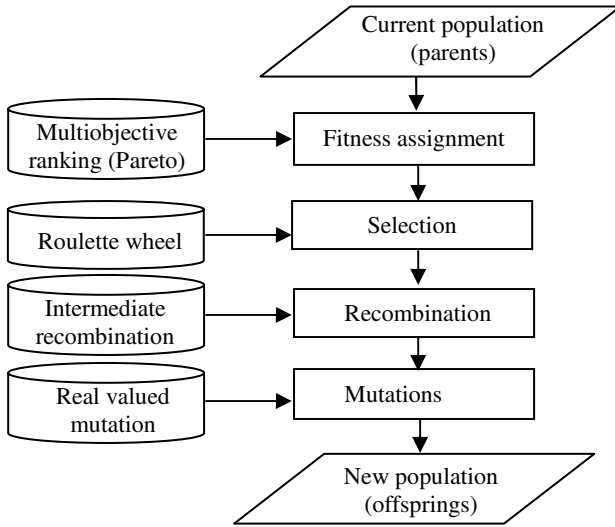 Current population
(parents)
Multiobjective
ranking (Pareto)
Fitness assignment
Roulette wheel
Selection
Intermediate
recombination
Recombination
Real valued
mutation
Mutations
New population
(offsprings)